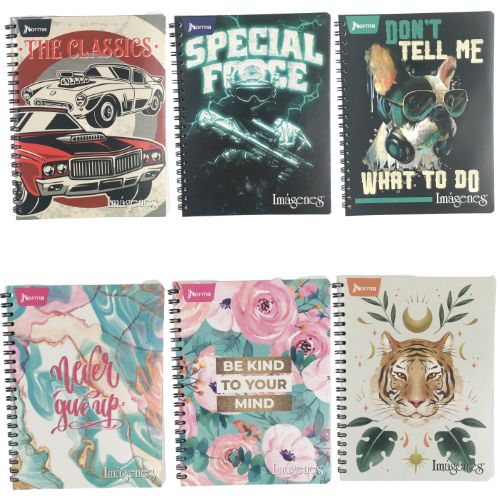 Norma
THE CLASSICS
Imágenes
Norma
SPECIAL
FORCE
Imágenes
Norma
DON'T
TELL ME
WHAT TO DO
Imágenes
Norma
never
give up
Imágenes
Norma
BE KIND
TO YOUR
MIND
Imágenes
Norma
Imágenes